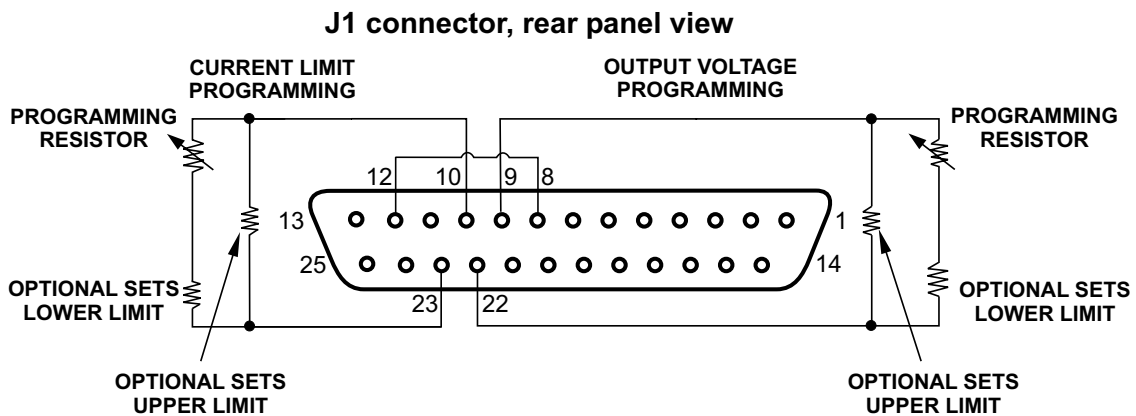 J1 connector, rear panel view
CURRENT LIMIT
PROGRAMMING
OUTPUT VOLTAGE
PROGRAMMING
PROGRAMMING
RESISTOR
PROGRAMMING
RESISTOR
12 10 9 8
13
1
25
14
23 22
OPTIONAL SETS
LOWER LIMIT
OPTIONAL SETS
LOWER LIMIT
OPTIONAL SETS
UPPER LIMIT
OPTIONAL SETS
UPPER LIMIT